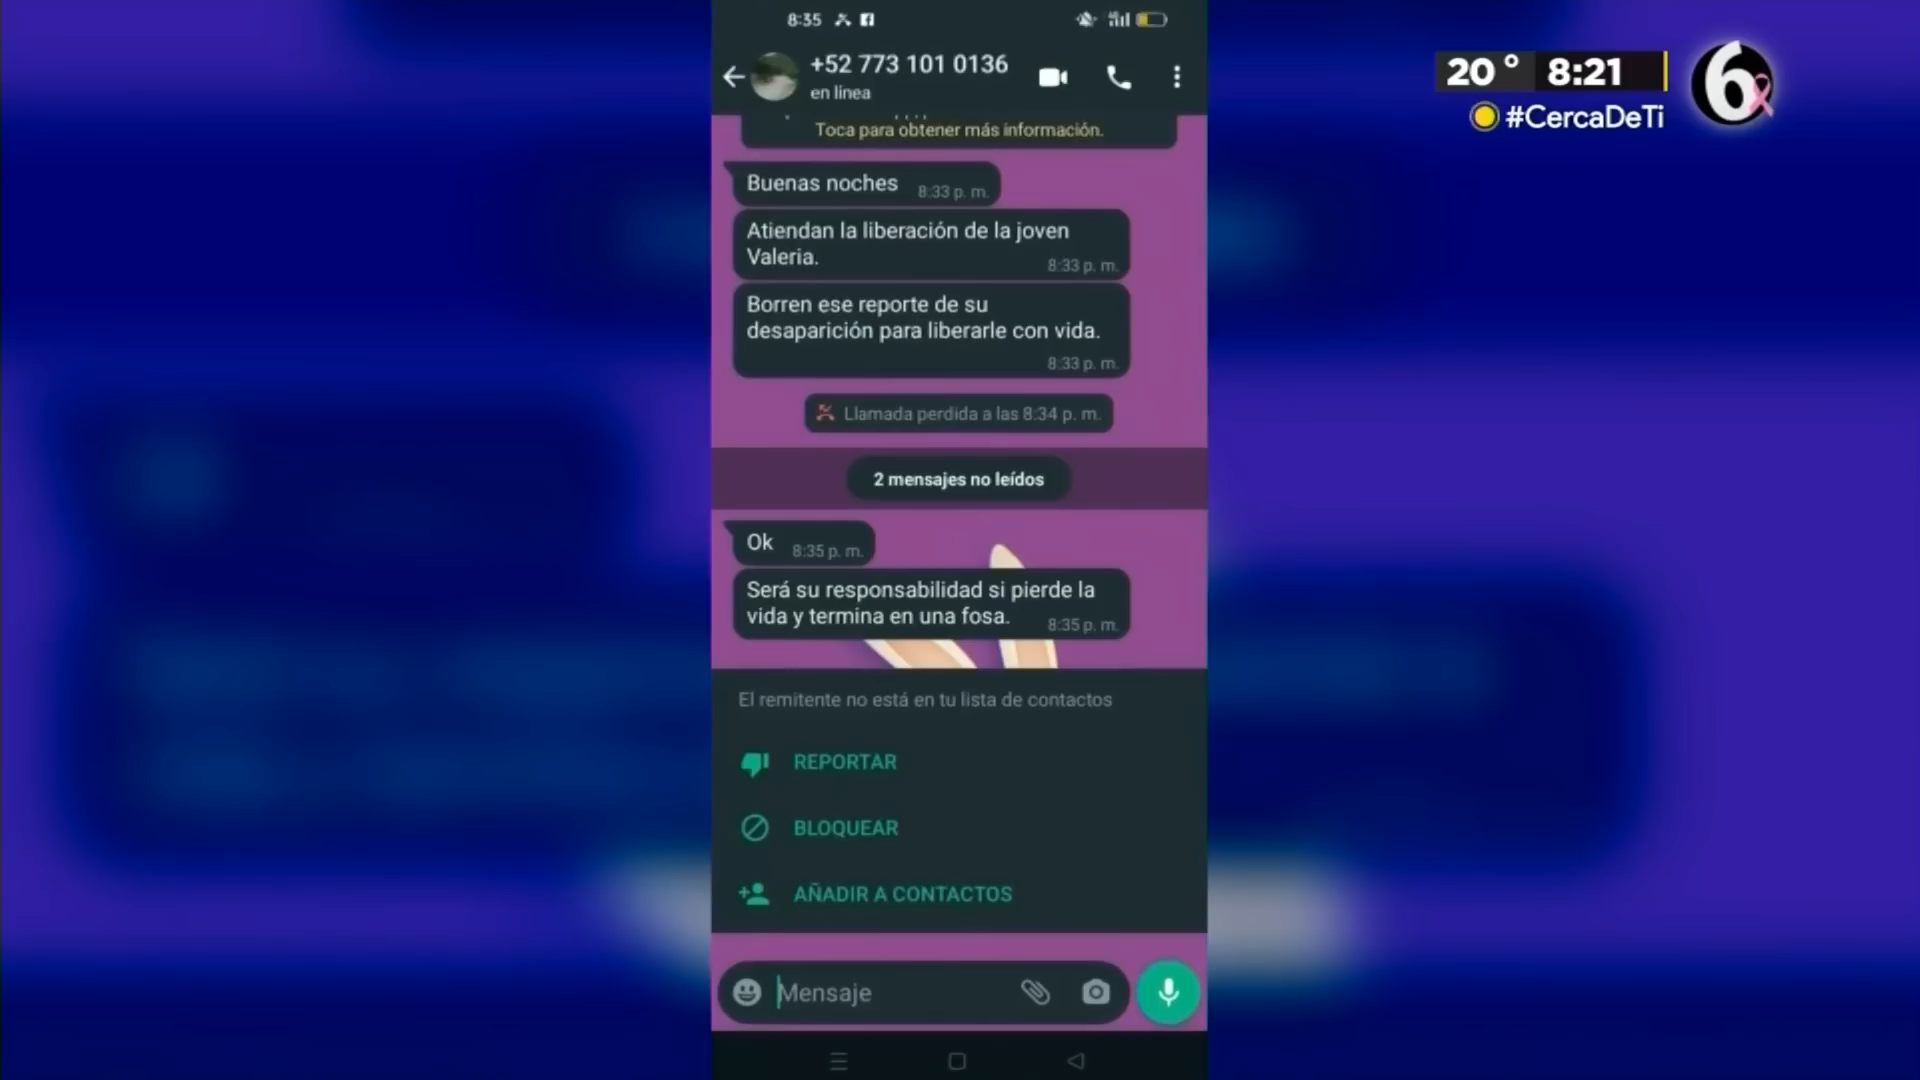 8:35
+52 773 101 0136
en línea
Toca para obtener más información.
Buenas noches 8:33 p. m.
Atiendan la liberación de la joven
Valeria. 8:33 p. m.
Borren ese reporte de su
desaparición para liberarle con vida.
8:33 p. m.
Llamada perdida a las 8:34 p. m.
2 mensajes no leídos
Ok 8:35 p. m.
Será su responsabilidad si pierde la
vida y termina en una fosa. 8:35 p. m.
El remitente no está en tu lista de contactos
REPORTAR
BLOQUEAR
AÑADIR A CONTACTOS
Mensaje
20° 8:21
#CercaDeTi
6